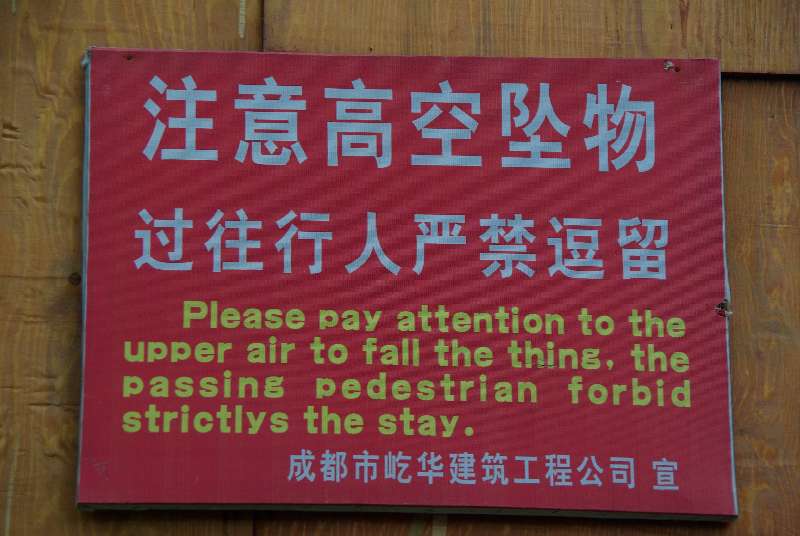 注意高空坠物
过往行人严禁逗留
Please pay attention to the
upper air to fall the thing, the
passing pedestrian forbid
strictlys the stay.
成都市屹华建筑工程公司 宣